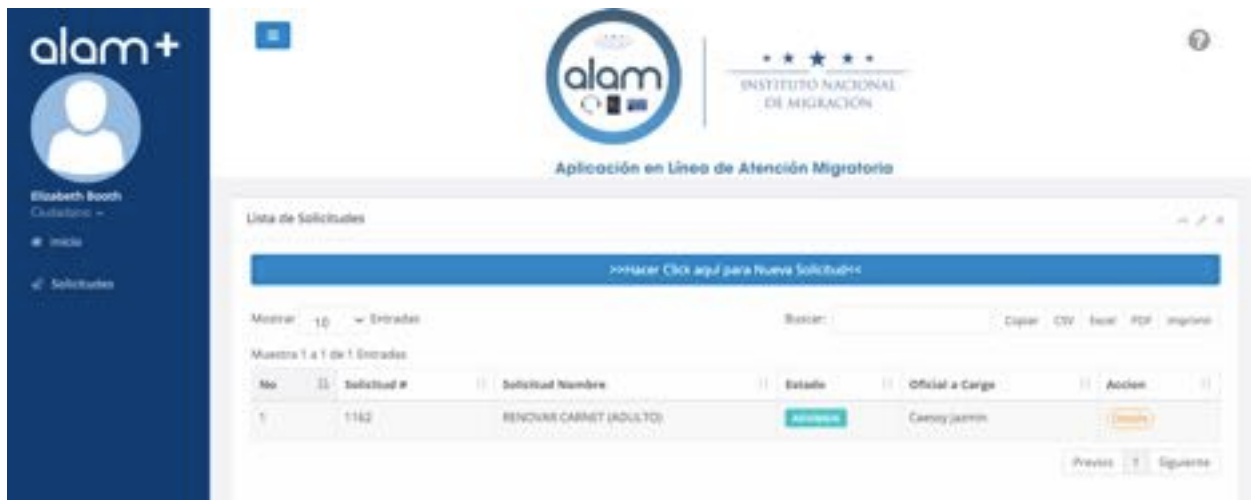 alam+
alam
INSTITUTO NACIONAL
DE MIGRACIÓN
Aplicación en Línea de Atención Migratoria
Elizabeth Booth
Ciudadano
Inicio
Solicitudes
Lista de Solicitudes
>>Hacer Click aquí para Nueva Solicitud<<
Mostrar 10 Entradas Buscar: Copiar CSV Excel PDF Imprimir
Muestra 1 a 1 de 1 Entradas
No Solicitud # Solicitud Nombre Estado Oficial a Cargo Accion
1 1162 RENOVAR CARNET (ADULTO) Jazmin
Previos 1 Siguiente